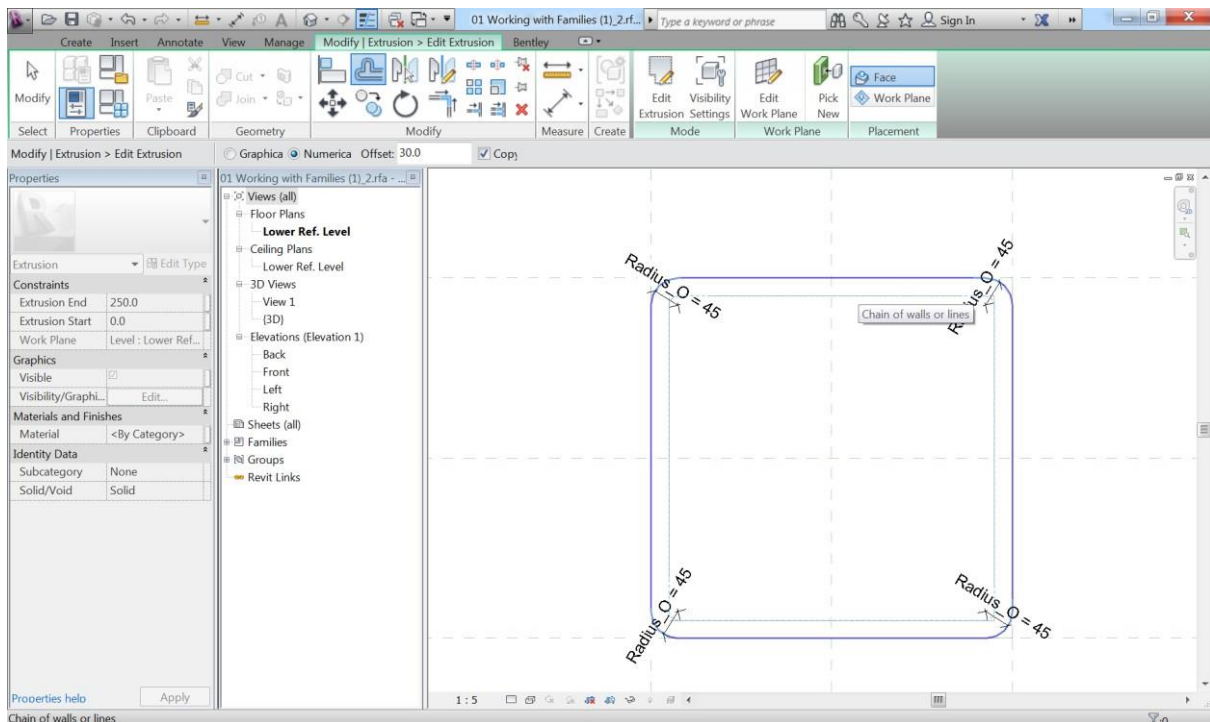 01 Working with Families (1)_2.rf... Type a keyword or phrase Sign In
Create Insert Annotate View Manage Modify | Extrusion > Edit Extrusion Bentley
Modify Paste Cut Join Edit Extrusion Visibility Settings Edit Work Plane Pick New Face Work Plane
Select Properties Clipboard Geometry Modify Measure Create Mode Work Plane Placement
Modify | Extrusion > Edit Extrusion Graphica Numerica Offset: 30.0 Copy
Properties
Extrusion Edit Type
Constraints
Extrusion End 250.0
Extrusion Start 0.0
Work Plane Level : Lower Ref...
Graphics
Visible
Visibility/Graphi... Edit...
Materials and Finishes
Material <By Category>
Identity Data
Subcategory None
Solid/Void Solid
Properties help Apply
01 Working with Families (1)_2.rfa - ...
Views (all)
Floor Plans
Lower Ref. Level
Ceiling Plans
Lower Ref. Level
3D Views
View 1
{3D}
Elevations (Elevation 1)
Back
Front
Left
Right
Sheets (all)
Families
Groups
Revit Links
Radius_O = 45
Radius_O = 45
Chain of walls or lines
Radius_O = 45
Radius_O = 45
1 : 5
Chain of walls or lines :0